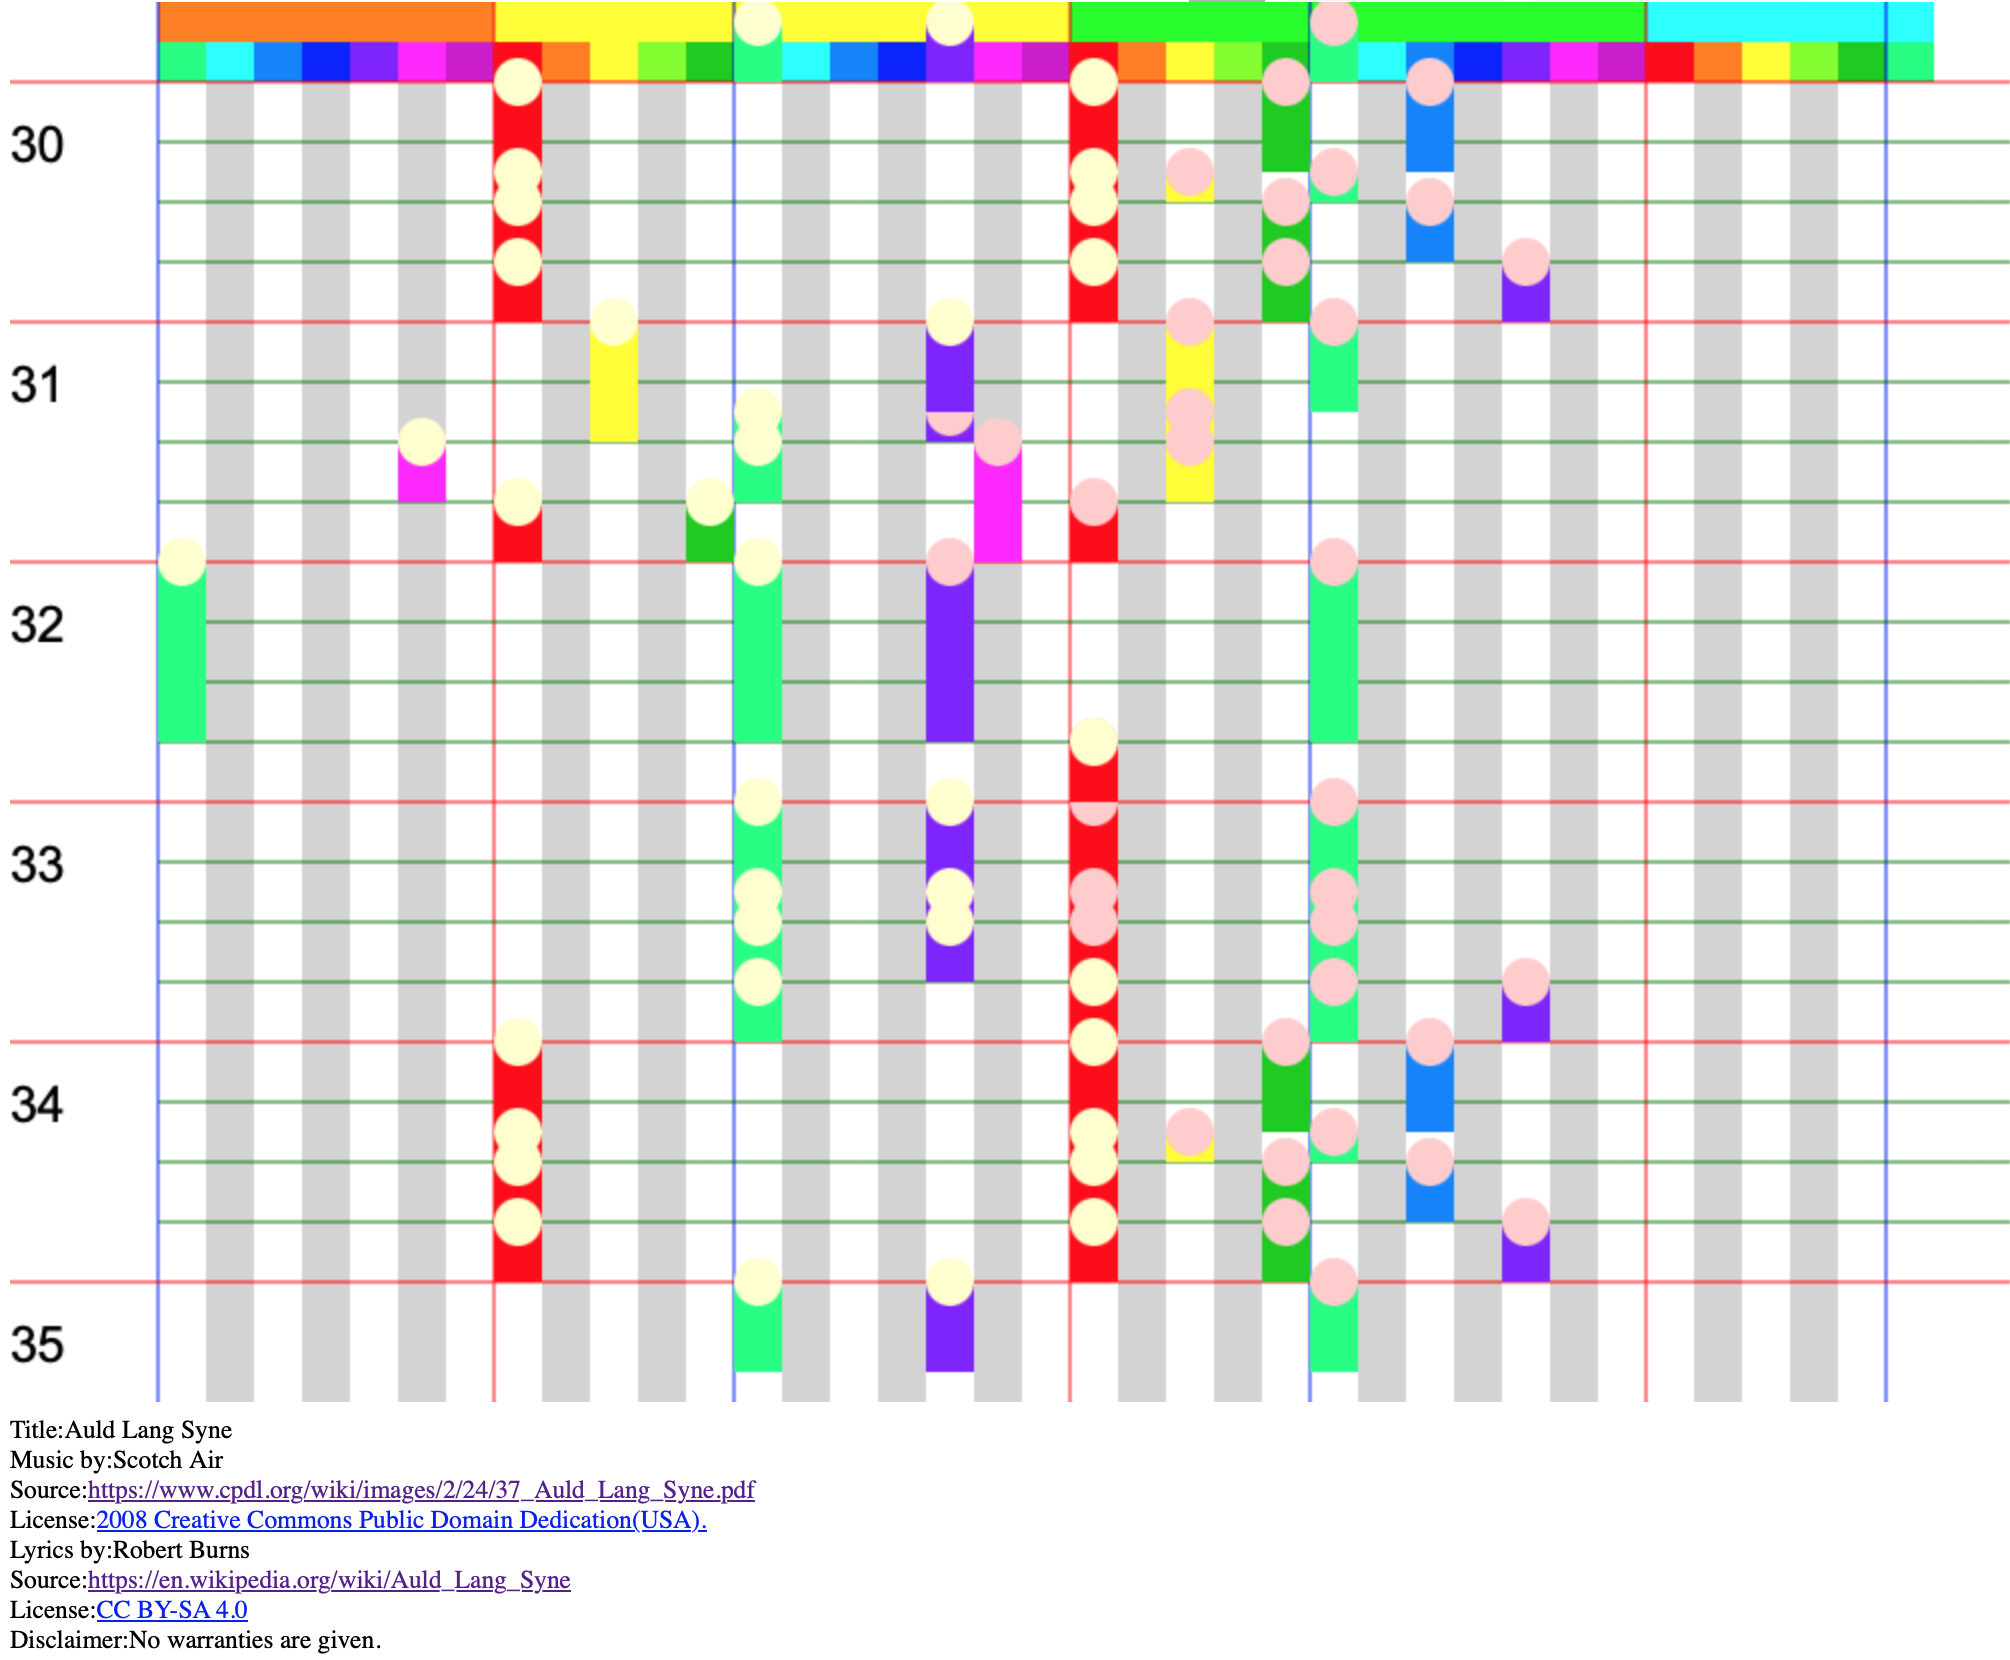 30
31
32
33
34
35
Title:Auld Lang Syne
Music by:Scotch Air
Source:https://www.cpdl.org/wiki/images/2/24/37_Auld_Lang_Syne.pdf
License:2008 Creative Commons Public Domain Dedication(USA).
Lyrics by:Robert Burns
Source:https://en.wikipedia.org/wiki/Auld_Lang_Syne
License:CC BY-SA 4.0
Disclaimer:No warranties are given.